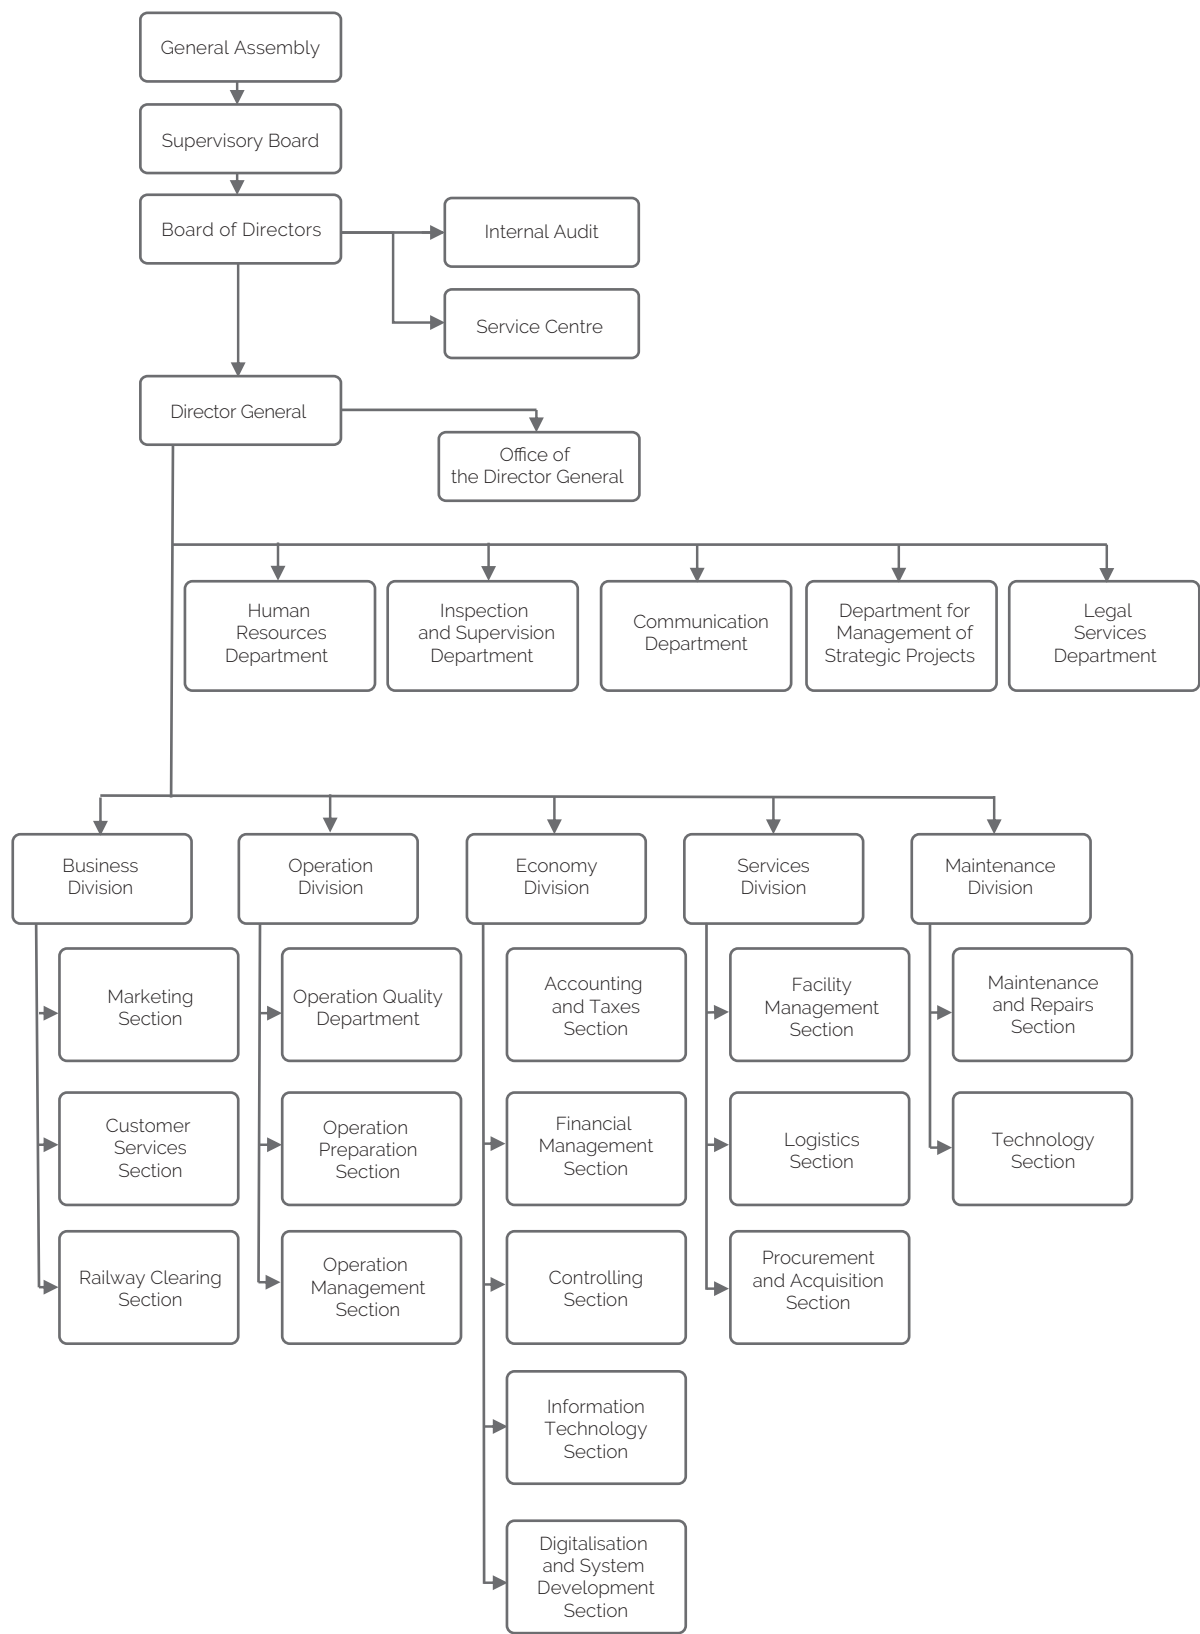 General Assembly
Supervisory Board
Board of Directors
Internal Audit
Service Centre
Director General
Office of
the Director General
Human
Resources
Department
Inspection
and Supervision
Department
Communication
Department
Department for
Management of
Strategic Projects
Legal
Services
Department
Business
Division
Operation
Division
Economy
Division
Services
Division
Maintenance
Division
Marketing
Section
Operation Quality
Department
Accounting
and Taxes
Section
Facility
Management
Section
Maintenance
and Repairs
Section
Customer
Services
Section
Operation
Preparation
Section
Financial
Management
Section
Logistics
Section
Technology
Section
Railway Clearing
Section
Operation
Management
Section
Controlling
Section
Procurement
and Acquisition
Section
Information
Technology
Section
Digitalisation
and System
Development
Section